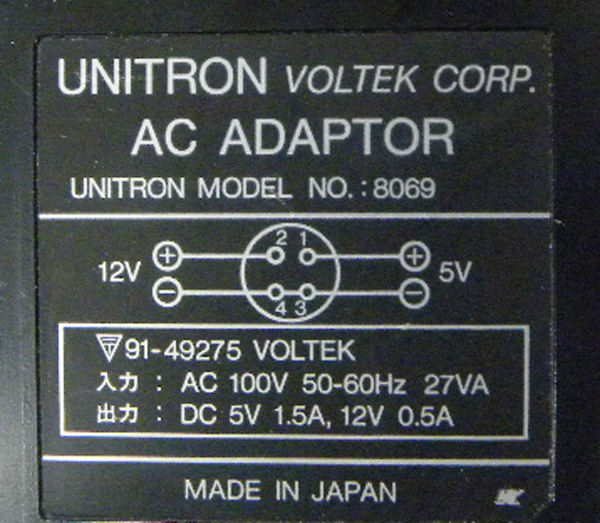 UNITRON VOLTEK CORP.
AC ADAPTOR
UNITRON MODEL NO.:8069
2 1
12V + + 5V
− −
4 3
91-49275 VOLTEK
入力 : AC 100V 50-60Hz 27VA
出力 : DC 5V 1.5A, 12V 0.5A
MADE IN JAPAN